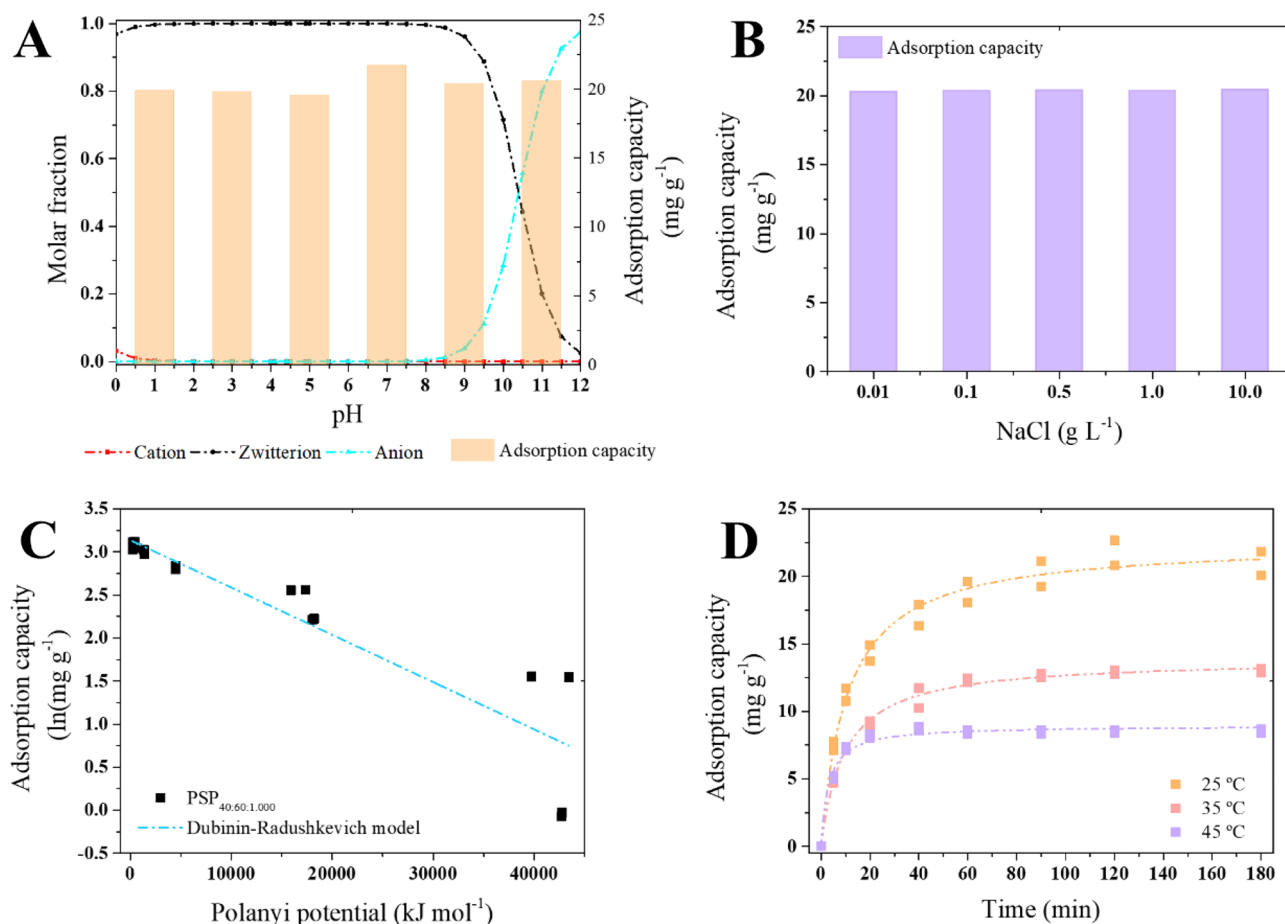 A
Molar fraction
1.0
0.8
0.6
0.4
0.2
0.0
25
20
15
10
5
0
Adsorption capacity
(mg g-1)
0 1 2 3 4 5 6 7 8 9 10 11 12
pH
Cation Zwitterion Anion Adsorption capacity
B
Adsorption capacity
Adsorption capacity
(mg g-1)
25
20
15
10
5
0
0.01 0.1 0.5 1.0 10.0
NaCl (g L-1)
C
Adsorption capacity
(ln(mg g-1)
3.5
3.0
2.5
2.0
1.5
1.0
0.5
0.0
-0.5
PSP40:60:1.000
Dubinin-Radushkevich model
0 10000 20000 30000 40000
Polanyi potential (kJ mol-1)
D
Adsorption capacity
(mg g-1)
25
20
15
10
5
0
25 ºC
35 ºC
45 ºC
0 20 40 60 80 100 120 140 160 180
Time (min)